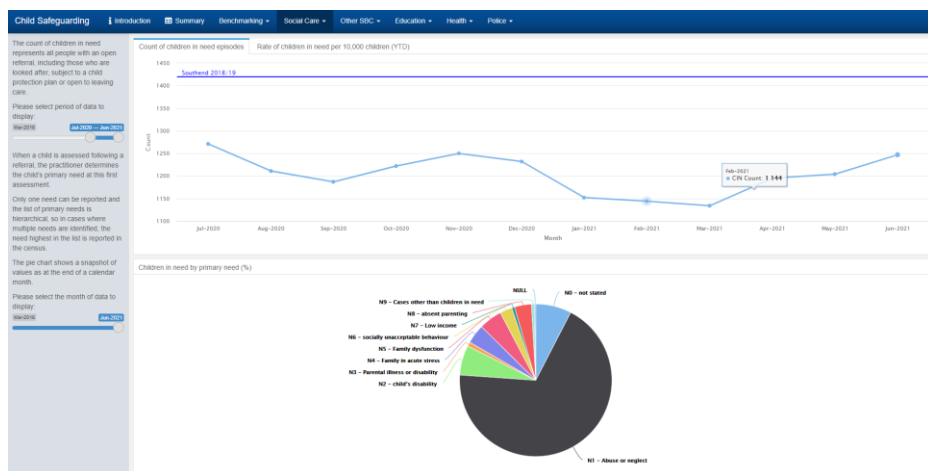 Child Safeguarding
Introduction
Summary
Benchmarking
Social Care
Other SBC
Education
Health
Police
The count of children in need
represents all people with an open
referral, including those who are
looked after, subject to a child
protection plan or open to leaving
care.
Please select period of data to
display:
Mar-2016
Jul-2020 — Jun-2021
When a child is assessed following a
referral, the practitioner determines
the child's primary need at this first
assessment.
Only one need can be reported and
the list of primary needs is
hierarchical, so in cases where
multiple needs are identified, the
need highest in the list is reported in
the census.
The pie chart shows a snapshot of
values as at the end of a calendar
month.
Please select the month of data to
display:
Mar-2016
Jun-2021
Count of children in need episodes
Rate of children in need per 10,000 children (YTD)
1450
1400
1350
1300
1250
1200
1150
1100
Count
Southend 2018/19
Feb-2021
CIN Count: 1 144
Jul-2020
Aug-2020
Sep-2020
Oct-2020
Nov-2020
Dec-2020
Jan-2021
Feb-2021
Mar-2021
Apr-2021
May-2021
Jun-2021
Month
Children in need by primary need (%)
NULL
N0 - not stated
N9 - Cases other than children in need
N8 - absent parenting
N7 - Low income
N6 - socially unacceptable behaviour
N5 - Family dysfunction
N4 - Family in acute stress
N3 - Parental illness or disability
N2 - child's disability
N1 - Abuse or neglect